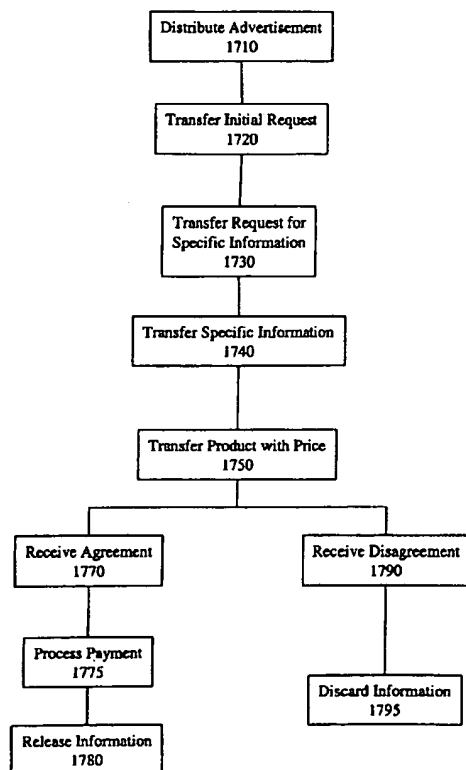 Distribute Advertisement
1710
Transfer Initial Request
1720
Transfer Request for
Specific Information
1730
Transfer Specific Information
1740
Transfer Product with Price
1750
Receive Agreement
1770
Receive Disagreement
1790
Process Payment
1775
Discard Information
1795
Release Information
1780